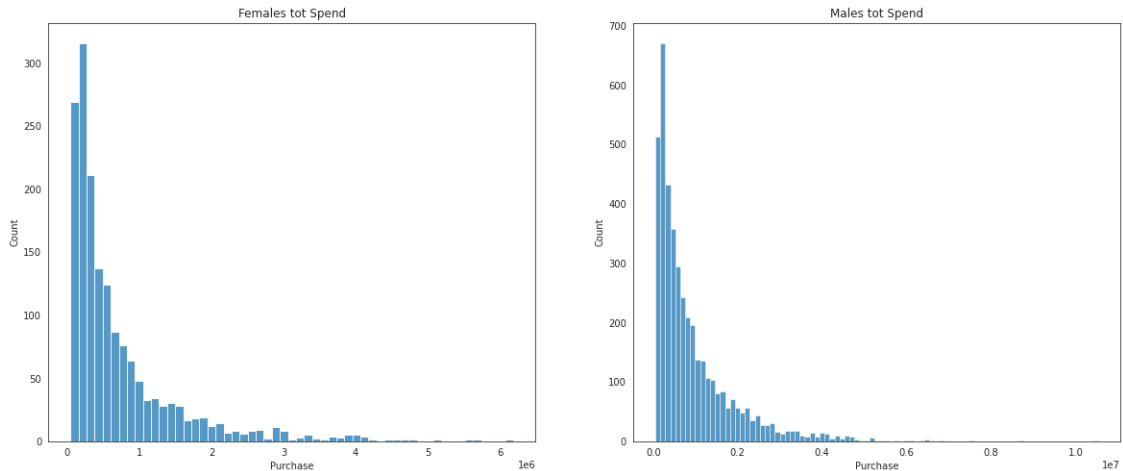 Females tot Spend
300
250
200
150
100
50
0
Count
0 1 2 3 4 5 6
1e6
Purchase
Males tot Spend
700
600
500
400
300
200
100
0
Count
0.0 0.2 0.4 0.6 0.8 1.0
1e7
Purchase